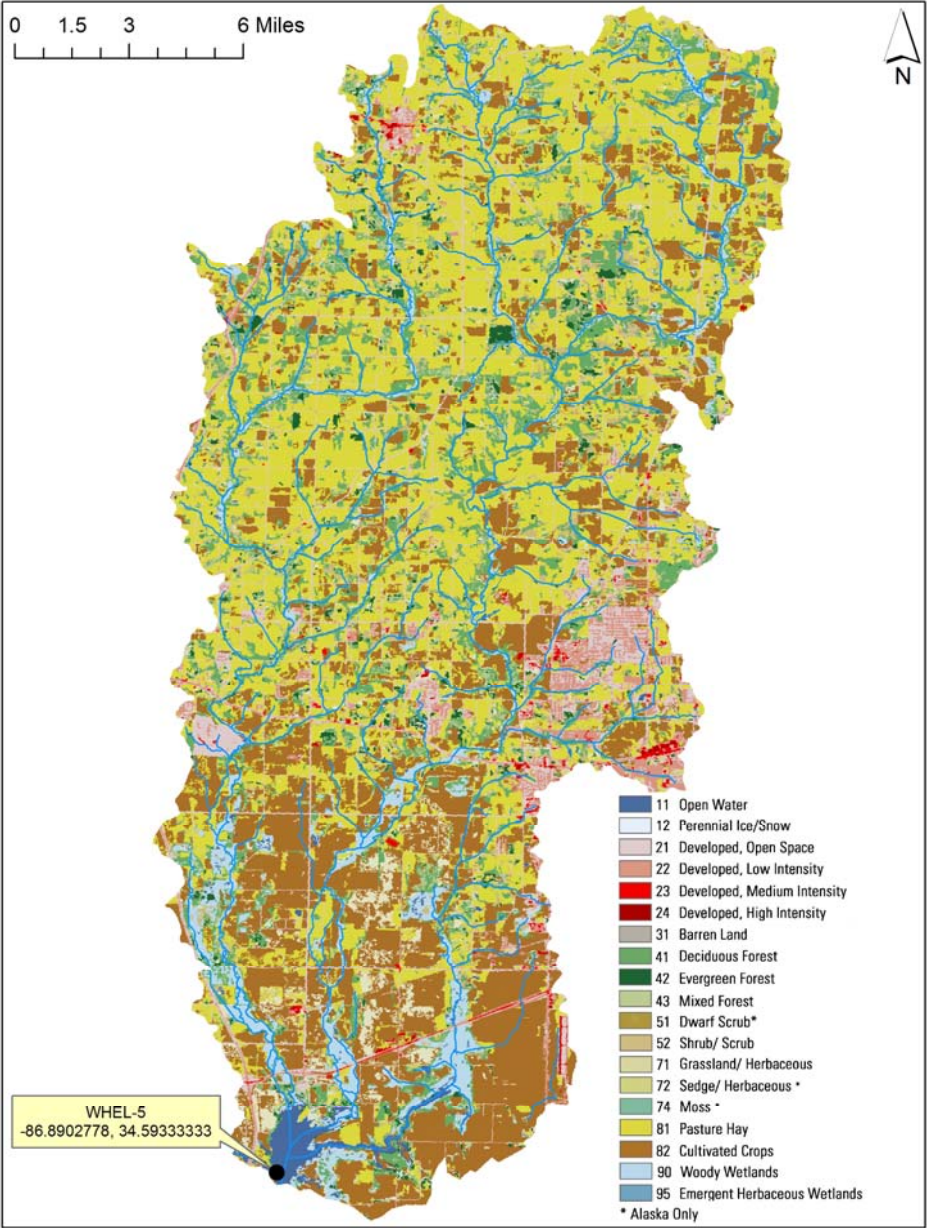 0 1.5 3 6 Miles
N
11 Open Water
12 Perennial Ice/Snow
21 Developed, Open Space
22 Developed, Low Intensity
23 Developed, Medium Intensity
24 Developed, High Intensity
31 Barren Land
41 Deciduous Forest
42 Evergreen Forest
43 Mixed Forest
51 Dwarf Scrub*
52 Shrub/ Scrub
71 Grassland/ Herbaceous
72 Sedge/ Herbaceous *
74 Moss *
81 Pasture Hay
82 Cultivated Crops
90 Woody Wetlands
95 Emergent Herbaceous Wetlands
* Alaska Only
WHEL-5
-86.8902778, 34.59333333